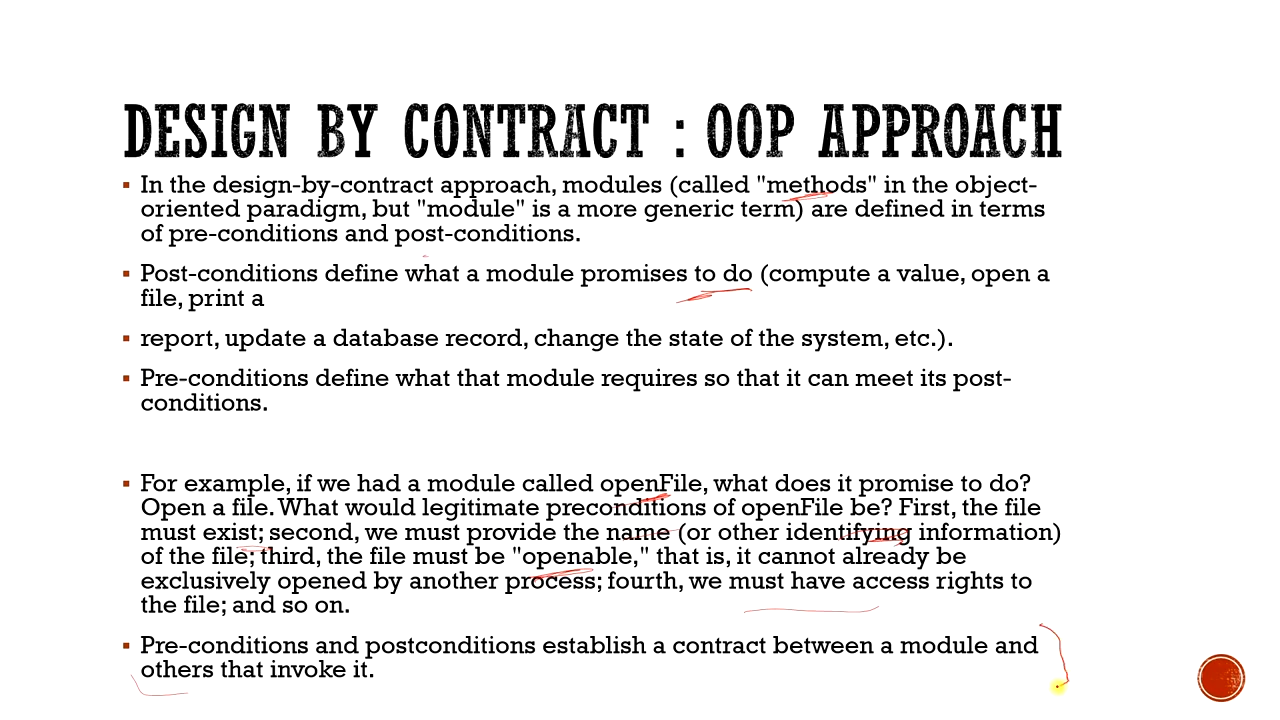 DESIGN BY CONTRACT : OOP APPROACH
▪ In the design-by-contract approach, modules (called "methods" in the object-
oriented paradigm, but "module" is a more generic term) are defined in terms
of pre-conditions and post-conditions.
▪ Post-conditions define what a module promises to do (compute a value, open a
file, print a
▪ report, update a database record, change the state of the system, etc.).
▪ Pre-conditions define what that module requires so that it can meet its post-
conditions.
▪ For example, if we had a module called openFile, what does it promise to do?
Open a file. What would legitimate preconditions of openFile be? First, the file
must exist; second, we must provide the name (or other identifying information)
of the file; third, the file must be "openable," that is, it cannot already be
exclusively opened by another process; fourth, we must have access rights to
the file; and so on.
▪ Pre-conditions and postconditions establish a contract between a module and
others that invoke it.